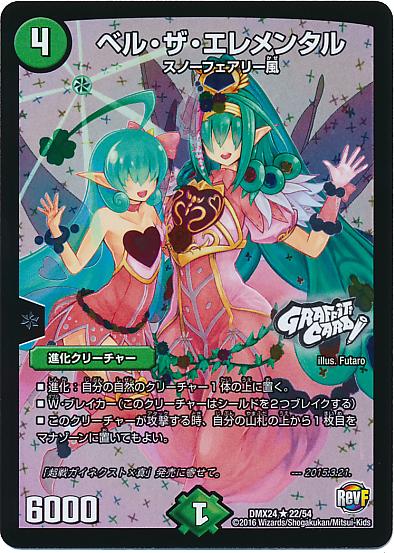 4
ベル・ザ・エレメンタル
スノーフェアリー風
GRAFFITI CARD!
illus. Futaro
進化クリーチャー
■ 進化:自分の自然のクリーチャー1体の上に置く。
■ W・ブレイカー(このクリーチャーはシールドを2つブレイクする)
■ このクリーチャーが攻撃する時、自分の山札の上から1枚目を
マナゾーンに置いてもよい。
「超戦ガイネクスト×真」発売に寄せて。 --- 2015.3.21.
6000
1
RevF
DMX24★22/54
©2016 Wizards/Shogakukan/Mitsui-Kids